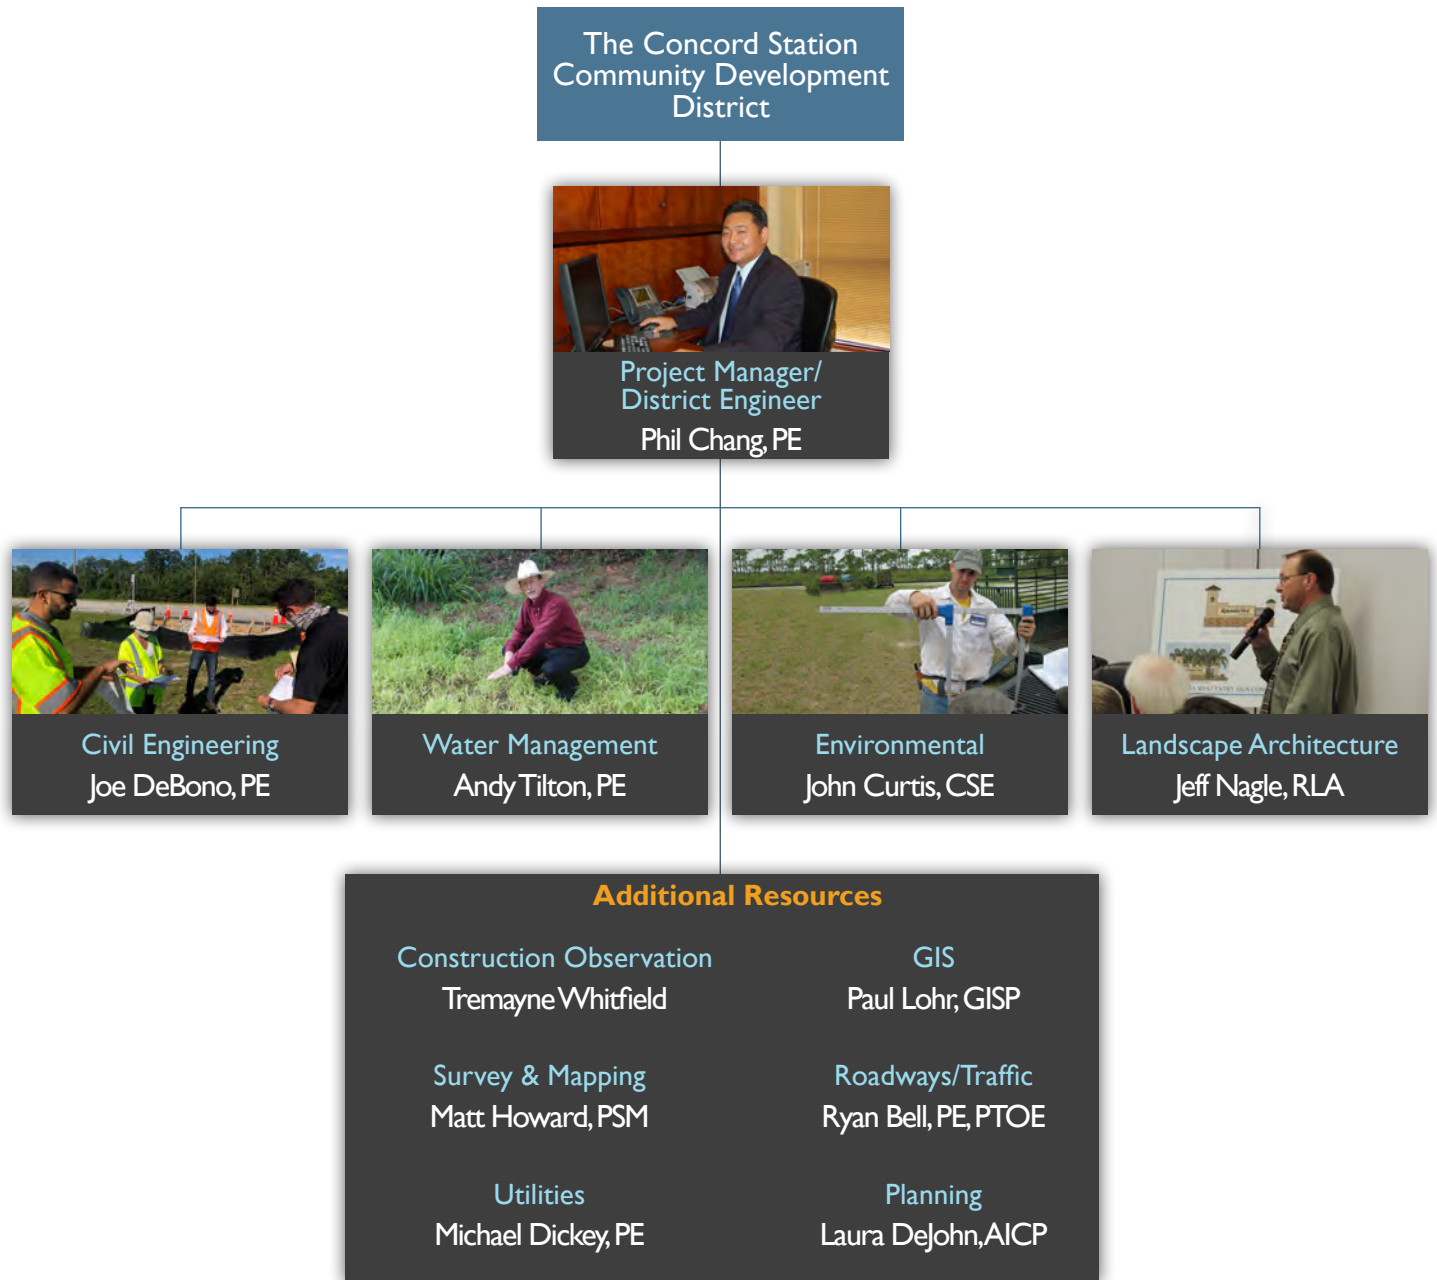 The Concord Station
Community Development
District
Project Manager/
District Engineer
Phil Chang, PE
Civil Engineering
Joe DeBono, PE
Water Management
Andy Tilton, PE
Environmental
John Curtis, CSE
Landscape Architecture
Jeff Nagle, RLA
Additional Resources
Construction Observation
Tremayne Whitfield
GIS
Paul Lohr, GISP
Survey & Mapping
Matt Howard, PSM
Roadways/Traffic
Ryan Bell, PE, PTOE
Utilities
Michael Dickey, PE
Planning
Laura DeJohn, AICP